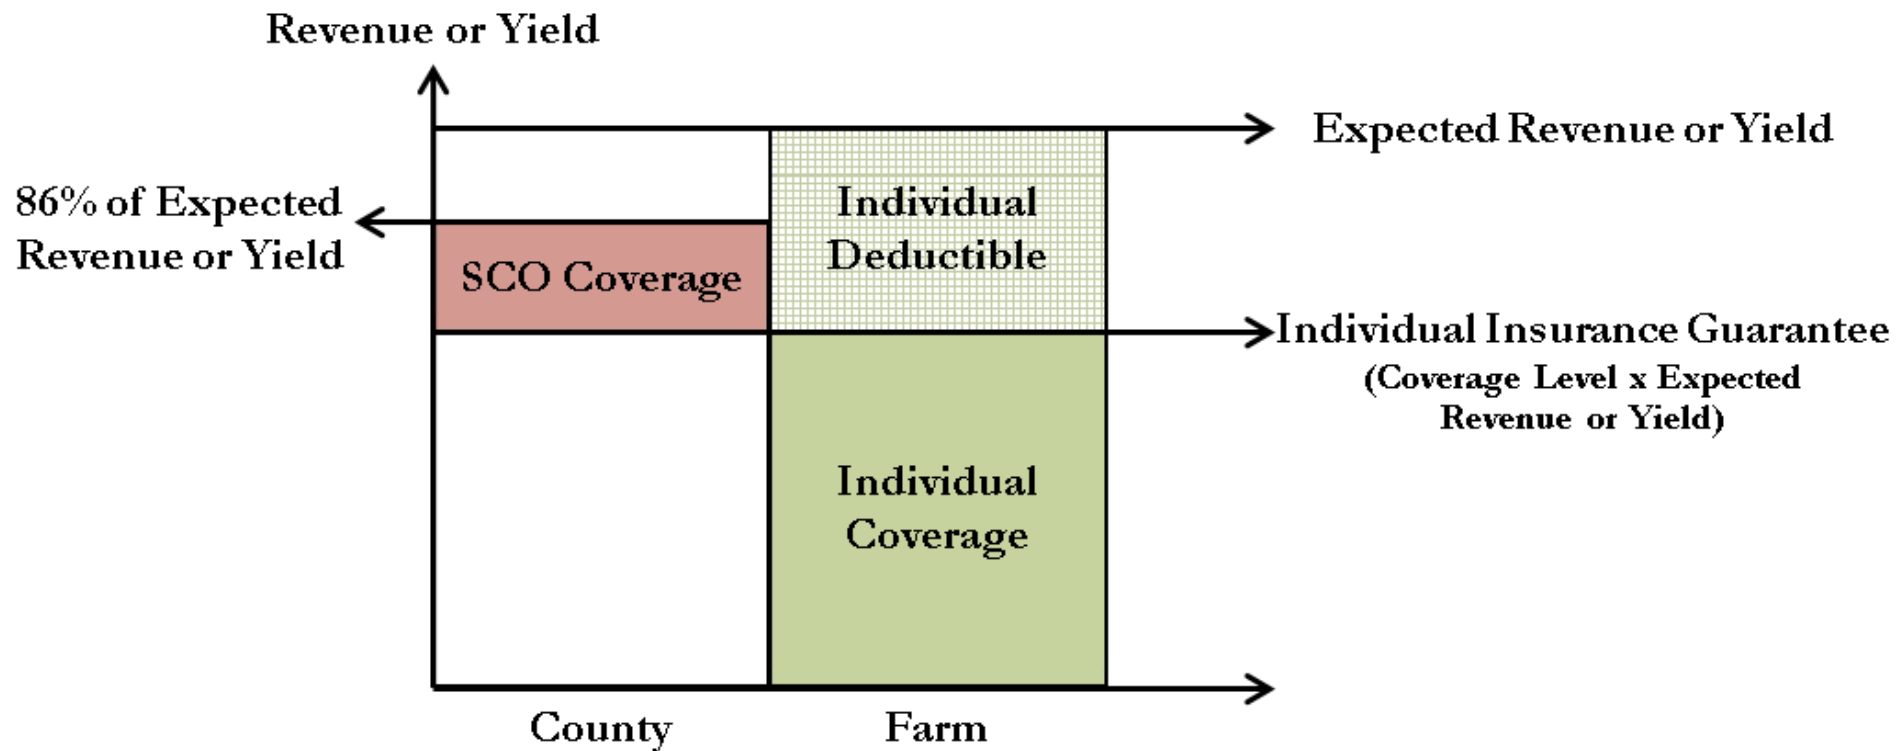 Revenue or Yield
Expected Revenue or Yield
86% of Expected
Revenue or Yield
Individual
Deductible
SCO Coverage
Individual Insurance Guarantee
(Coverage Level x Expected
Revenue or Yield)
Individual
Coverage
County
Farm